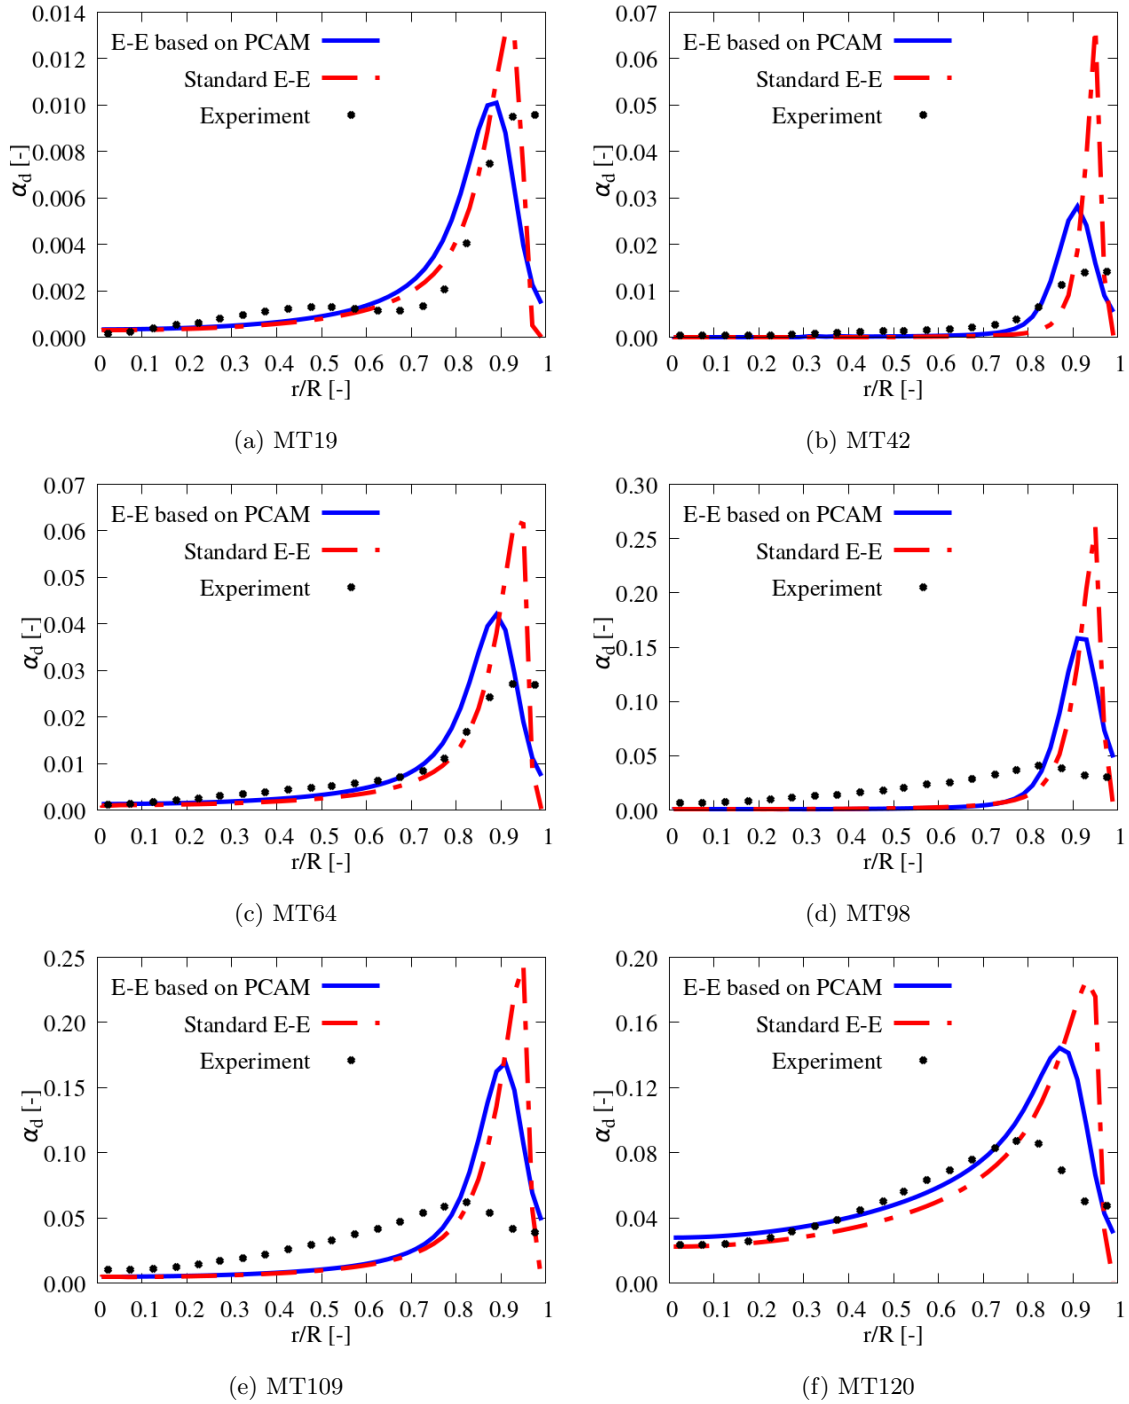 0.014
0.012
0.010
0.008
0.006
0.004
0.002
0.000
α_d [-]
E-E based on PCAM
Standard E-E
Experiment
0 0.1 0.2 0.3 0.4 0.5 0.6 0.7 0.8 0.9 1
r/R [-]
(a) MT19
0.07
0.06
0.05
0.04
0.03
0.02
0.01
0.00
α_d [-]
E-E based on PCAM
Standard E-E
Experiment
0 0.1 0.2 0.3 0.4 0.5 0.6 0.7 0.8 0.9 1
r/R [-]
(b) MT42
0.07
0.06
0.05
0.04
0.03
0.02
0.01
0.00
α_d [-]
E-E based on PCAM
Standard E-E
Experiment
0 0.1 0.2 0.3 0.4 0.5 0.6 0.7 0.8 0.9 1
r/R [-]
(c) MT64
0.30
0.25
0.20
0.15
0.10
0.05
0.00
α_d [-]
E-E based on PCAM
Standard E-E
Experiment
0 0.1 0.2 0.3 0.4 0.5 0.6 0.7 0.8 0.9 1
r/R [-]
(d) MT98
0.25
0.20
0.15
0.10
0.05
0.00
α_d [-]
E-E based on PCAM
Standard E-E
Experiment
0 0.1 0.2 0.3 0.4 0.5 0.6 0.7 0.8 0.9 1
r/R [-]
(e) MT109
0.20
0.16
0.12
0.08
0.04
0.00
α_d [-]
E-E based on PCAM
Standard E-E
Experiment
0 0.1 0.2 0.3 0.4 0.5 0.6 0.7 0.8 0.9 1
r/R [-]
(f) MT120